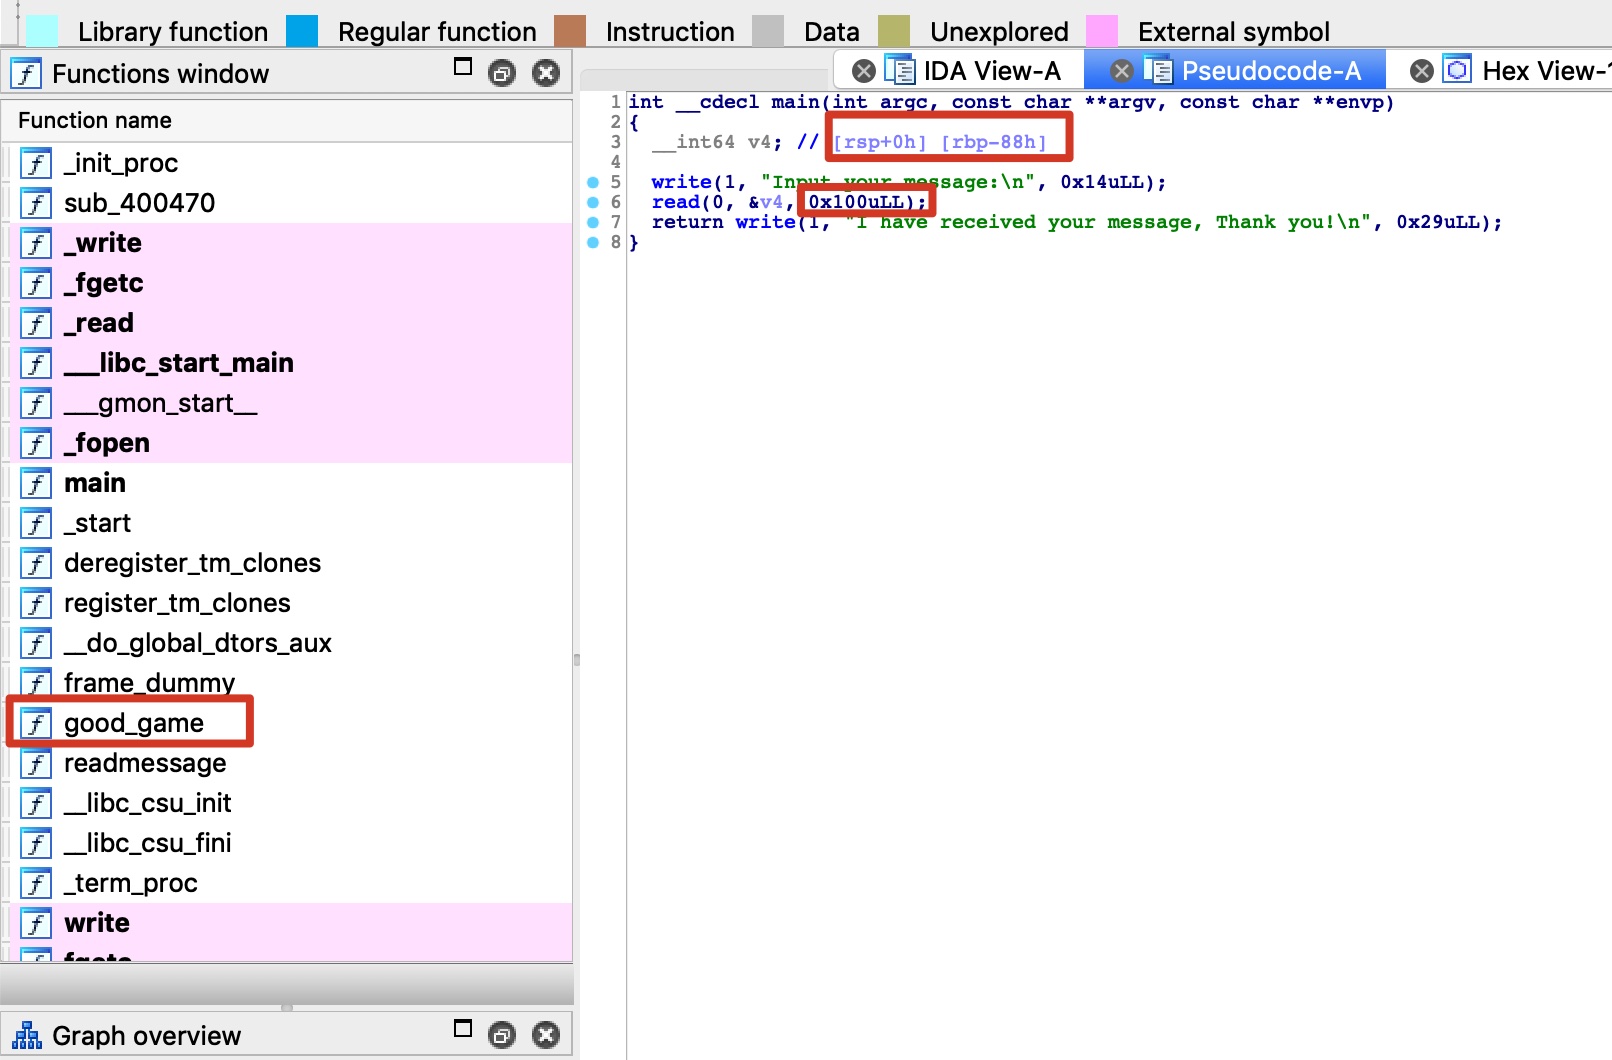 Library function Regular function Instruction Data Unexplored External symbol
Functions window
Function name
_init_proc
sub_400470
_write
_fgetc
_read
___libc_start_main
___gmon_start__
_fopen
main
_start
deregister_tm_clones
register_tm_clones
__do_global_dtors_aux
frame_dummy
good_game
readmessage
__libc_csu_init
__libc_csu_fini
_term_proc
write
fgetc
Graph overview
IDA View-A Pseudocode-A Hex View-1
1 int __cdecl main(int argc, const char **argv, const char **envp)
2 {
3 __int64 v4; // [rsp+0h] [rbp-88h]
4
5 write(1, "Input your message:\n", 0x14uLL);
6 read(0, &v4, 0x100uLL);
7 return write(1, "I have received your message, Thank you!\n", 0x29uLL);
8 }